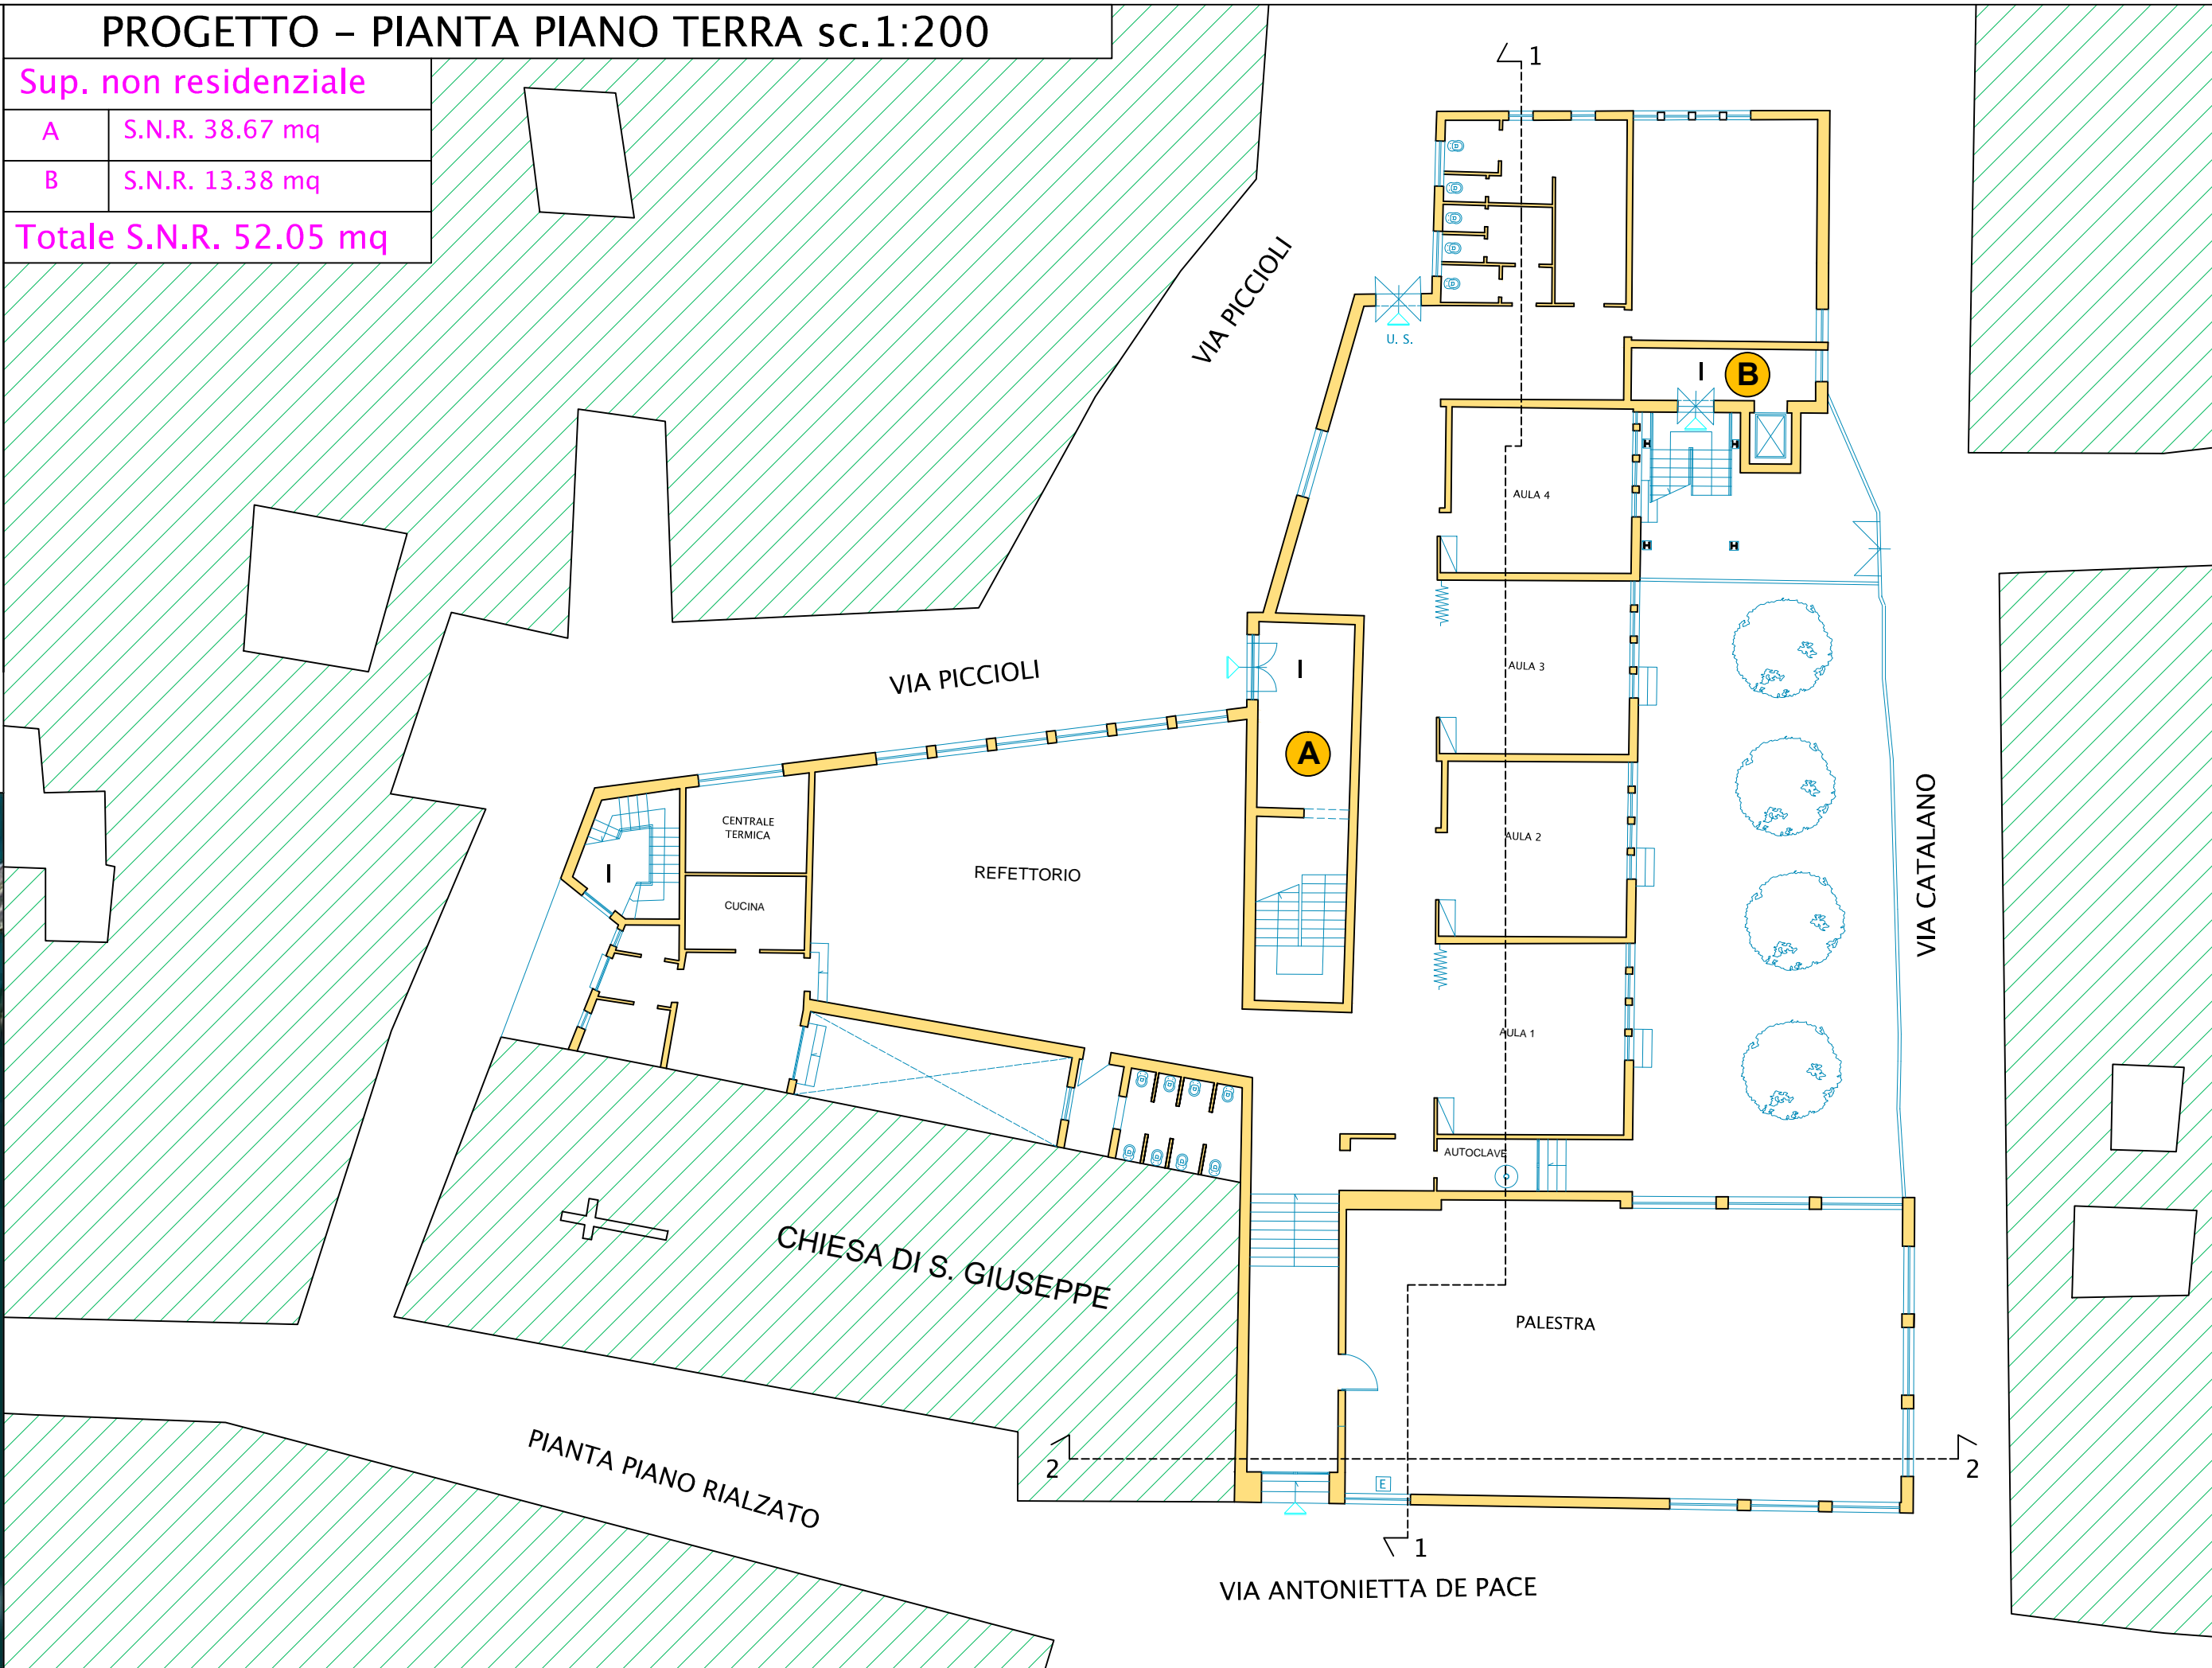 PROGETTO – PIANTA PIANO TERRA sc.1:200
Sup. non residenziale
A S.N.R. 38.67 mq
B S.N.R. 13.38 mq
Totale S.N.R. 52.05 mq
1
VIA PICCIOLI
U. S.
I
B
AULA 4
VIA PICCIOLI
I
AULA 3
A
CENTRALE
TERMICA
AULA 2
VIA CATALANO
I
REFETTORIO
CUCINA
AULA 1
AUTOCLAVE
CHIESA DI S. GIUSEPPE
PALESTRA
PIANTA PIANO RIALZATO
2
2
E
1
VIA ANTONIETTA DE PACE